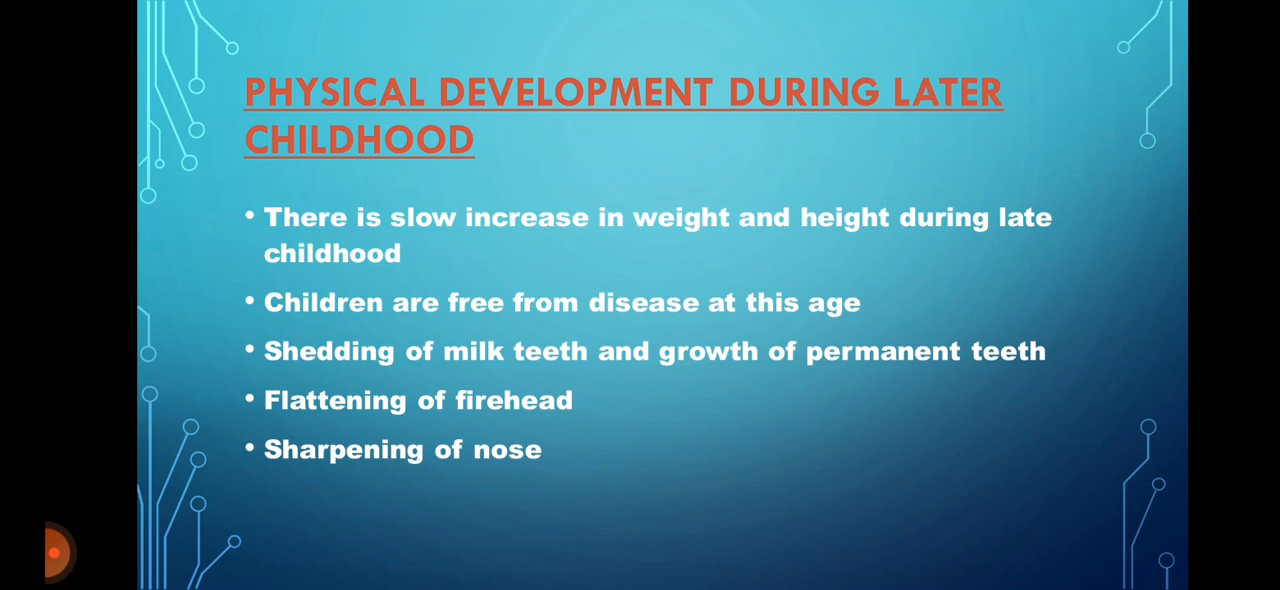 PHYSICAL DEVELOPMENT DURING LATER
CHILDHOOD
• There is slow increase in weight and height during late
childhood
• Children are free from disease at this age
• Shedding of milk teeth and growth of permanent teeth
• Flattening of firehead
• Sharpening of nose